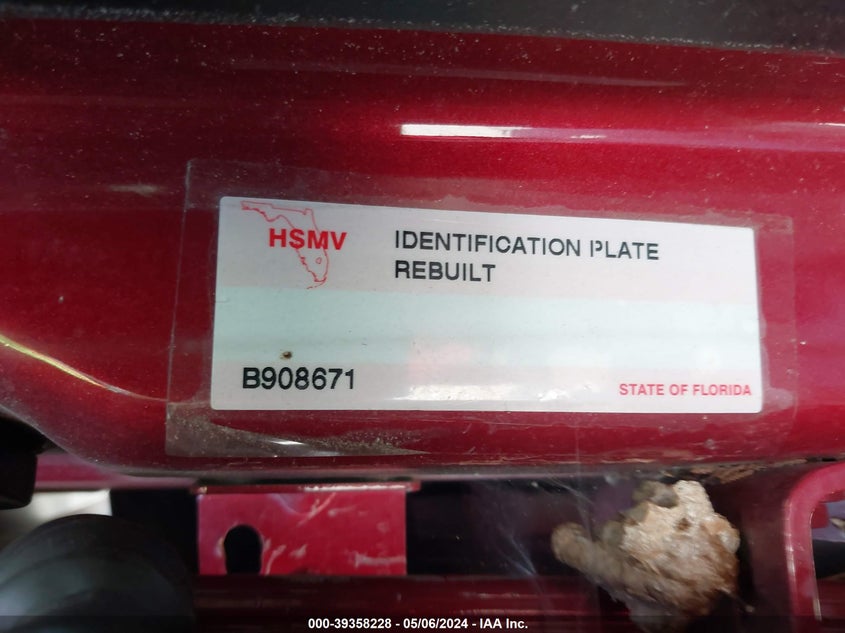 HSMV
IDENTIFICATION PLATE
REBUILT
B908671
STATE OF FLORIDA
000-39358228 - 05/06/2024 - IAA Inc.